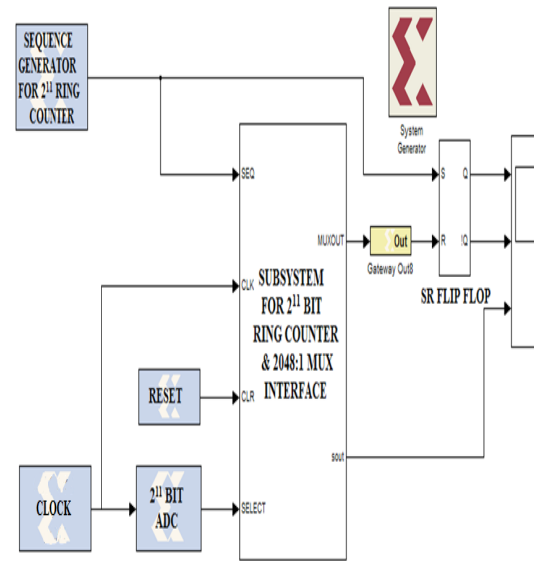 SEQUENCE
GENERATOR
FOR 2¹¹ RING
COUNTER
System
Generator
SEQ
S
Q
MUXOUT
Out
R
!Q
Gateway Out8
SR FLIP FLOP
CLK
SUBSYSTEM
FOR 2¹¹ BIT
RING COUNTER
& 2048:1 MUX
INTERFACE
RESET
CLR
sout
CLOCK
2¹¹ BIT
ADC
SELECT